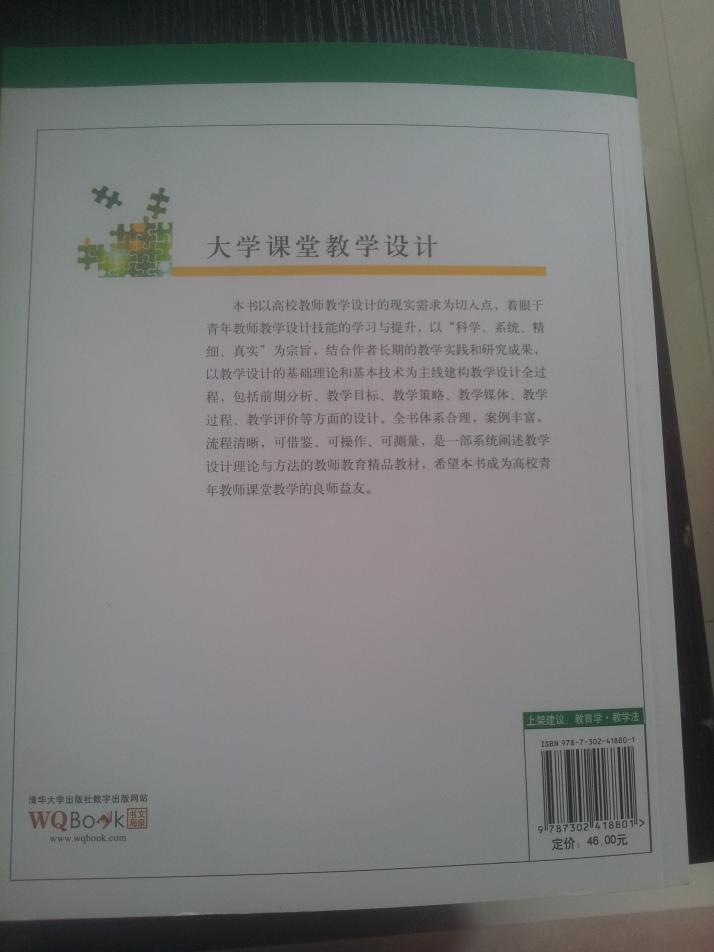 大学课堂教学设计
本书以高校教师教学设计的现实需求为切入点，着眼于
青年教师教学设计技能的学习与提升，以“科学、系统、精
细、真实”为宗旨，结合作者长期的教学实践和研究成果，
以教学设计的基础理论和基本技术为主线建构教学设计全过
程，包括前期分析、教学目标、教学策略、教学媒体、教学
过程、教学评价等方面的设计。全书体系合理，案例丰富，
流程清晰，可借鉴、可操作、可测量，是一部系统阐述教学
设计理论与方法的教师教育精品教材，希望本书成为高校青
年教师课堂教学的良师益友。
上架建议：教育学·教学法
ISBN 978-7-302-41880-1
9 787302 418801>
定价：46.00元
清华大学出版社数字出版网站
WQBook 书文局泉
www.wqbook.com